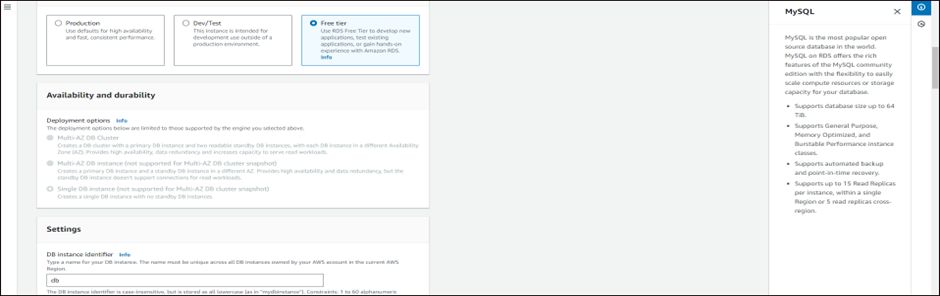 Production
Use defaults for high availability
and fast, consistent performance.
Dev/Test
This instance is intended for
development use outside of a
production environment.
Free tier
Use RDS Free Tier to develop new
applications, test existing
applications, or gain hands-on
experience with Amazon RDS.
Info
Availability and durability
Deployment options Info
The deployment options below are limited to those supported by the engine you selected above.
Multi-AZ DB Cluster
Creates a DB cluster with a primary DB instance and two readable standby DB instances, with each DB instance in a different Availability
Zone (AZ). Provides high availability, data redundancy and increases capacity to serve read workloads.
Multi-AZ DB instance (not supported for Multi-AZ DB cluster snapshot)
Creates a primary DB instance and a standby DB instance in a different AZ. Provides high availability and data redundancy, but the
standby DB instance doesn't support connections for read workloads.
Single DB instance (not supported for Multi-AZ DB cluster snapshot)
Creates a single DB instance with no standby DB instances.
Settings
DB instance identifier Info
Type a name for your DB instance. The name must be unique across all DB instances owned by your AWS account in the current AWS
Region.
db
The DB instance identifier is case-insensitive, but is stored as all lowercase (as in "mydbinstance"). Constraints: 1 to 60 alphanumeric
MySQL
MySQL is the most popular open
source database in the world.
MySQL on RDS offers the rich
features of the MySQL community
edition with the flexibility to easily
scale compute resources or storage
capacity for your database.
• Supports database size up to 64
TiB.
• Supports General Purpose,
Memory Optimized, and
Burstable Performance instance
classes.
• Supports automated backup
and point-in-time recovery.
• Supports up to 15 Read Replicas
per instance, within a single
Region or 5 read replicas cross-
region.